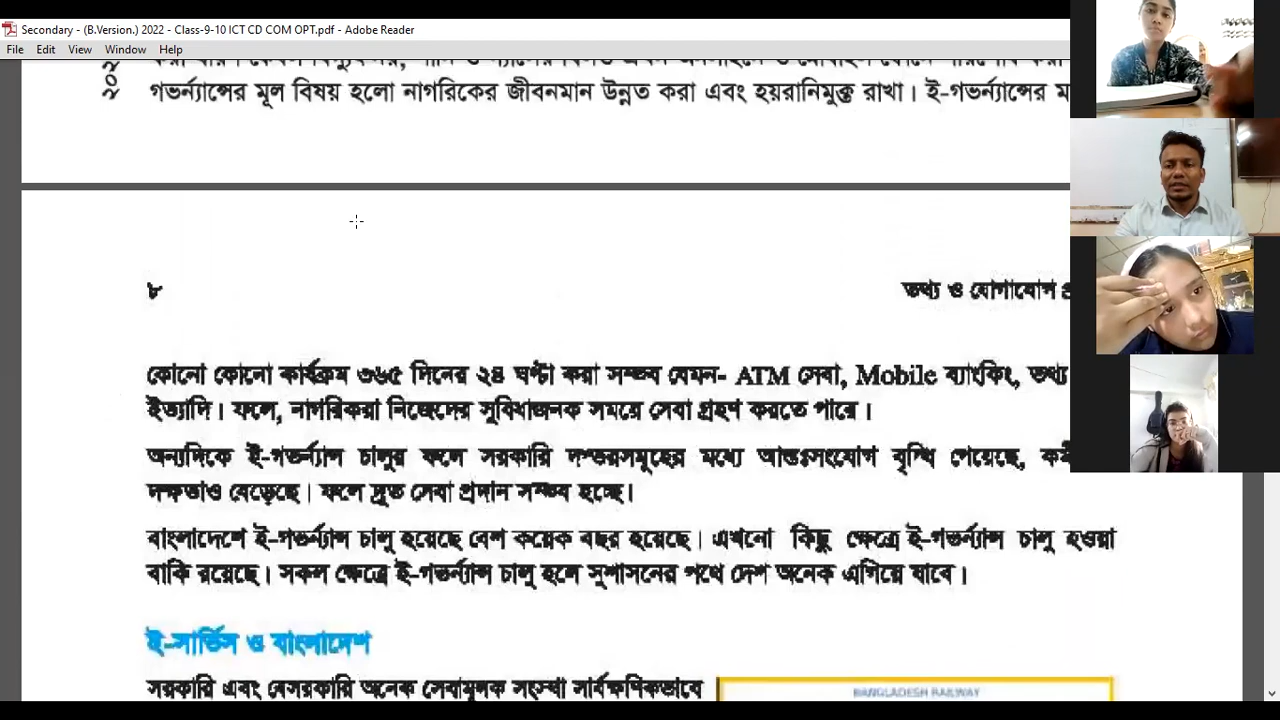 Secondary - (B.Version.) 2022 - Class-9-10 ICT CD COM OPT.pdf - Adobe Reader
File Edit View Window Help
গভর্ন্যান্সের মূল বিষয় হলো নাগরিকের জীবনমান উন্নত করা এবং হয়রানিমুক্ত রাখা। ই-গভর্ন্যান্সের
৮
তথ্য ও যোগাযোগ
কোনো কোনো কার্যক্রম ৩৬৫ দিনের ২৪ ঘণ্টা করা সম্ভব যেমন- ATM সেবা, Mobile ব্যাংকিং, তথ্য
ইত্যাদি। ফলে, নাগরিকরা নিজেদের সুবিধাজনক সময়ে সেবা গ্রহণ করতে পারে।
অন্যদিকে ই-গভর্ন্যান্স চালুর ফলে সরকারি দপ্তরসমূহের মধ্যে আন্তঃসংযোগ বৃদ্ধি পেয়েছে,
দক্ষতাও বেড়েছে। ফলে দ্রুত সেবা প্রদান সম্ভব হচ্ছে।
বাংলাদেশে ই-গভর্ন্যান্স চালু হয়েছে বেশ কয়েক বছর হয়েছে। এখনো কিছু ক্ষেত্রে ই-গভর্ন্যান্স চালু হওয়া
বাকি রয়েছে। সকল ক্ষেত্রে ই-গভর্ন্যান্স চালু হলে সুশাসনের পথে দেশ অনেক এগিয়ে যাবে।
ই-সার্ভিস ও বাংলাদেশ
সরকারি এবং বেসরকারি অনেক সেবামূলক সংস্থা সার্বক্ষণিকভাবে
BANGLADESH RAILWAY